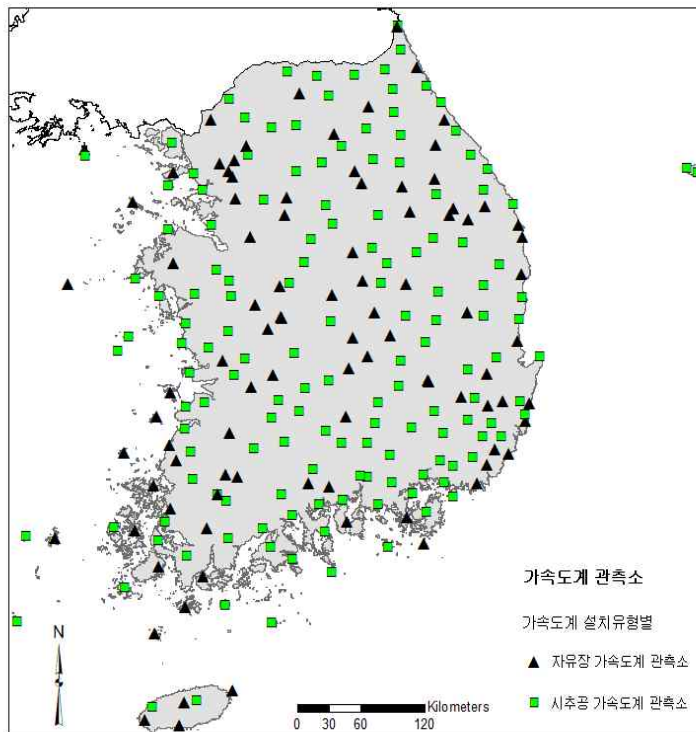 가속도계 관측소
가속도계 설치유형별
자유장 가속도계 관측소
시추공 가속도계 관측소
N
Kilometers
0 30 60 120